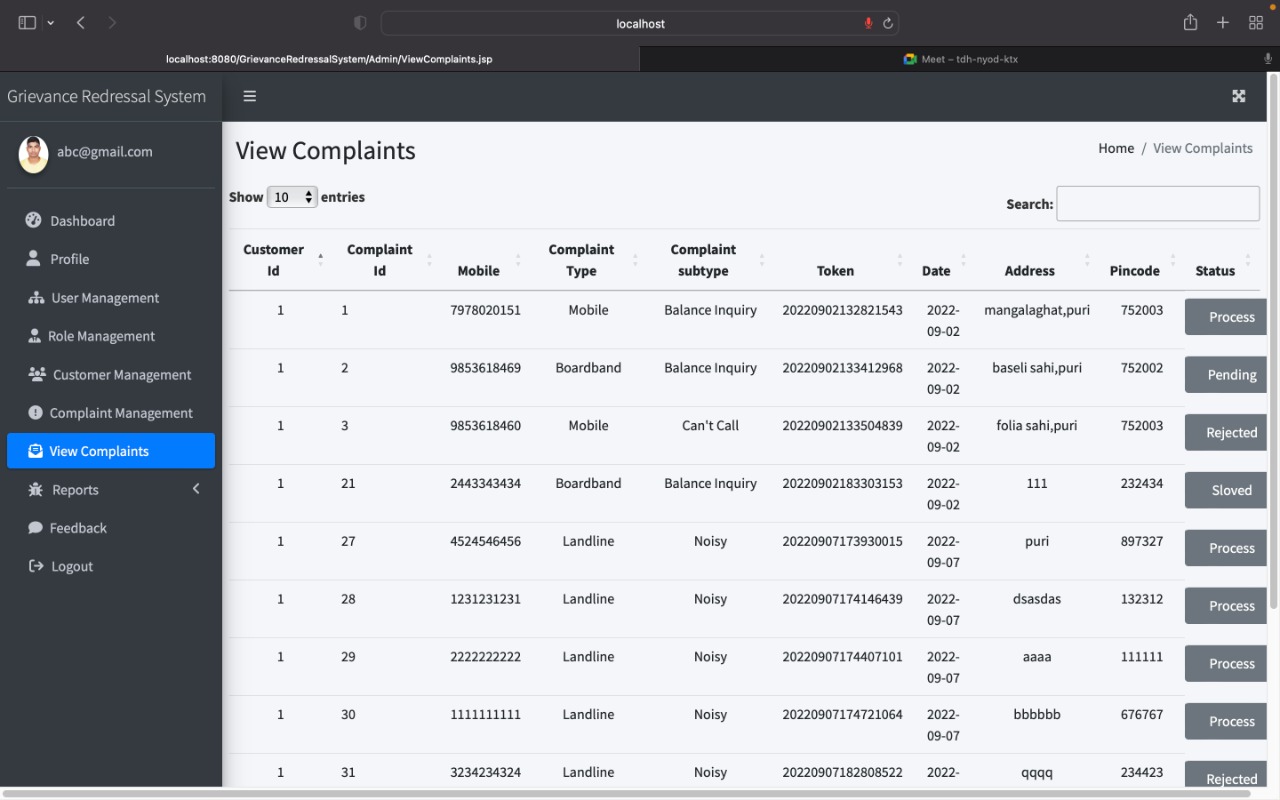 localhost
localhost:8080/GrievanceRedressalSystem/Admin/ViewComplaints.jsp
Meet – tdh-nyod-ktx
Grievance Redressal System
abc@gmail.com
Dashboard
Profile
User Management
Role Management
Customer Management
Complaint Management
View Complaints
Reports
Feedback
Logout
View Complaints
Home / View Complaints
Show 10 entries
Search:
Customer Id Complaint Id Mobile Complaint Type Complaint subtype Token Date Address Pincode Status
1 1 7978020151 Mobile Balance Inquiry 20220902132821543 2022-09-02 mangalaghat,puri 752003 Process
1 2 9853618469 Boardband Balance Inquiry 20220902133412968 2022-09-02 baseli sahi,puri 752002 Pending
1 3 9853618460 Mobile Can't Call 20220902133504839 2022-09-02 folia sahi,puri 752003 Rejected
1 21 2443343434 Boardband Balance Inquiry 20220902183303153 2022-09-02 111 232434 Sloved
1 27 4524546456 Landline Noisy 20220907173930015 2022-09-07 puri 897327 Process
1 28 1231231231 Landline Noisy 20220907174146439 2022-09-07 dsasdas 132312 Process
1 29 2222222222 Landline Noisy 20220907174407101 2022-09-07 aaaa 111111 Process
1 30 1111111111 Landline Noisy 20220907174721064 2022-09-07 bbbbbb 676767 Process
1 31 3234234324 Landline Noisy 20220907182808522 2022- qqqq 234423 Rejected